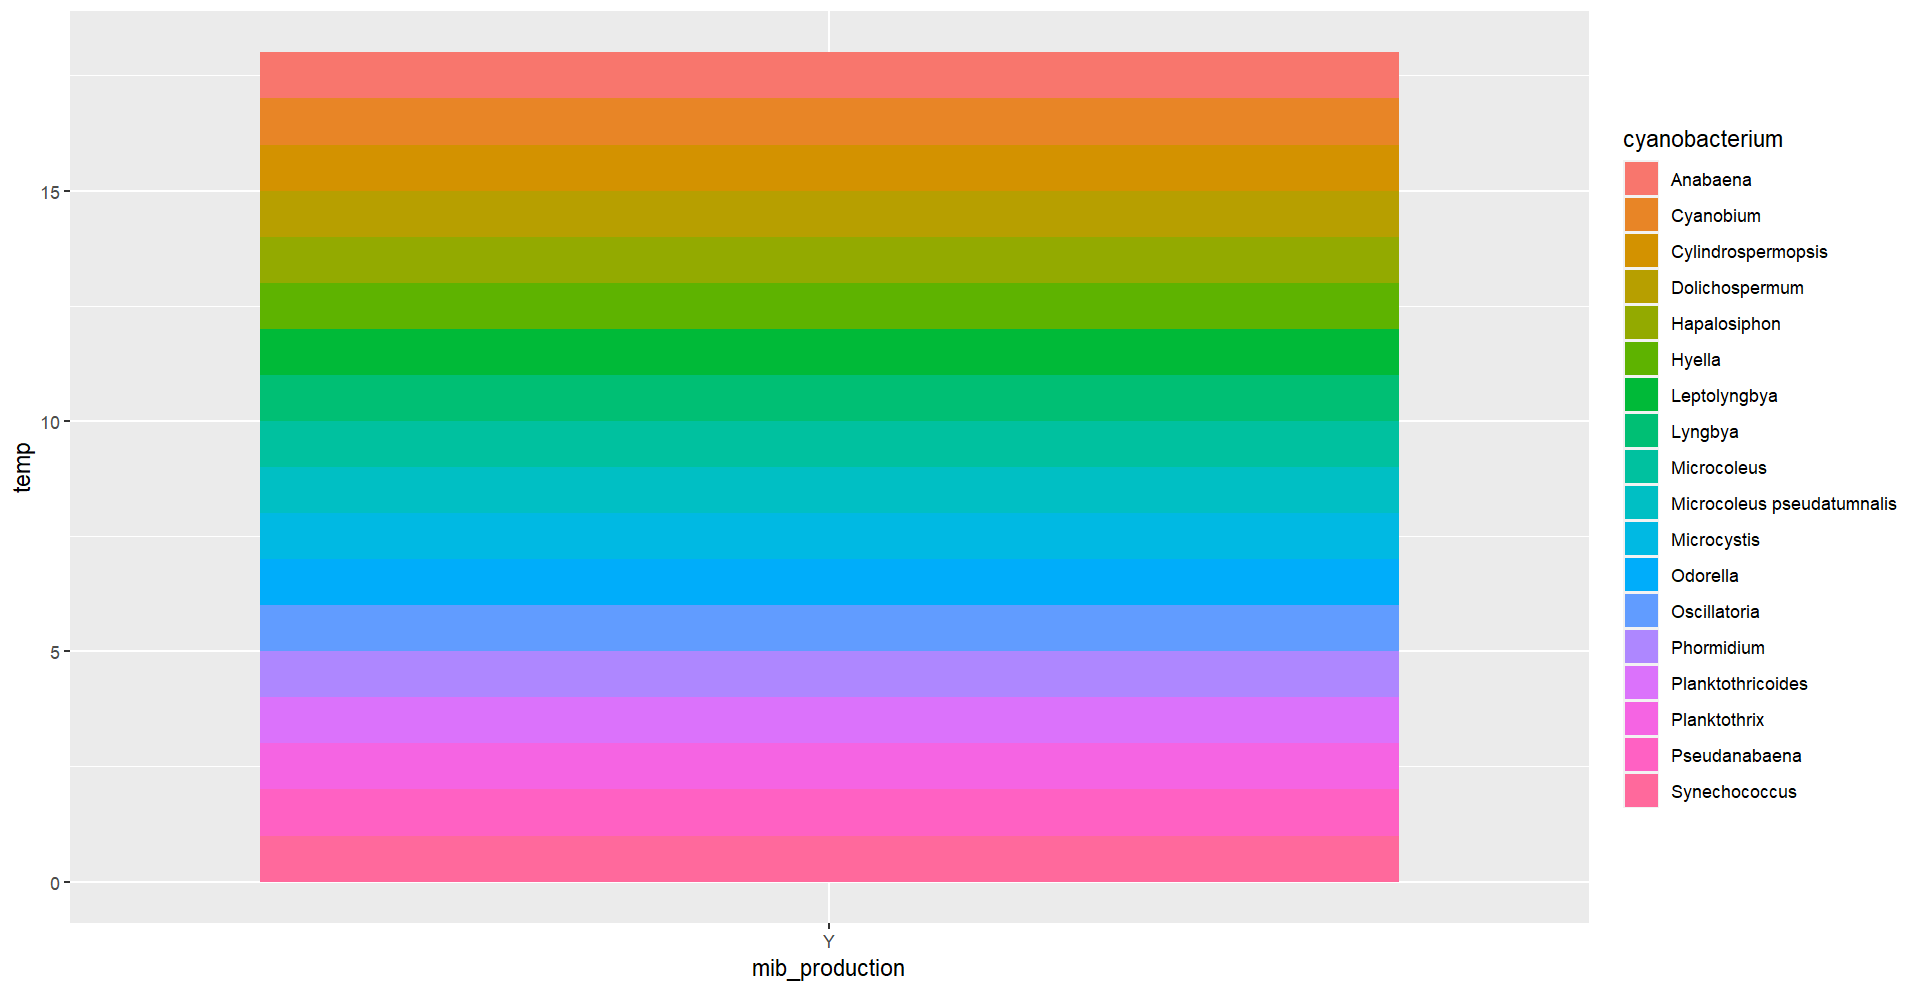 cyanobacterium
Anabaena
Cyanobium
Cylindrospermopsis
Dolichospermum
Hapalosiphon
Hyella
Leptolyngbya
Lyngbya
Microcoleus
Microcoleus pseudatumnalis
Microcystis
Odorella
Oscillatoria
Phormidium
Planktothricoides
Planktothrix
Pseudanabaena
Synechococcus
15
10
5
0
temp
Y
mib_production